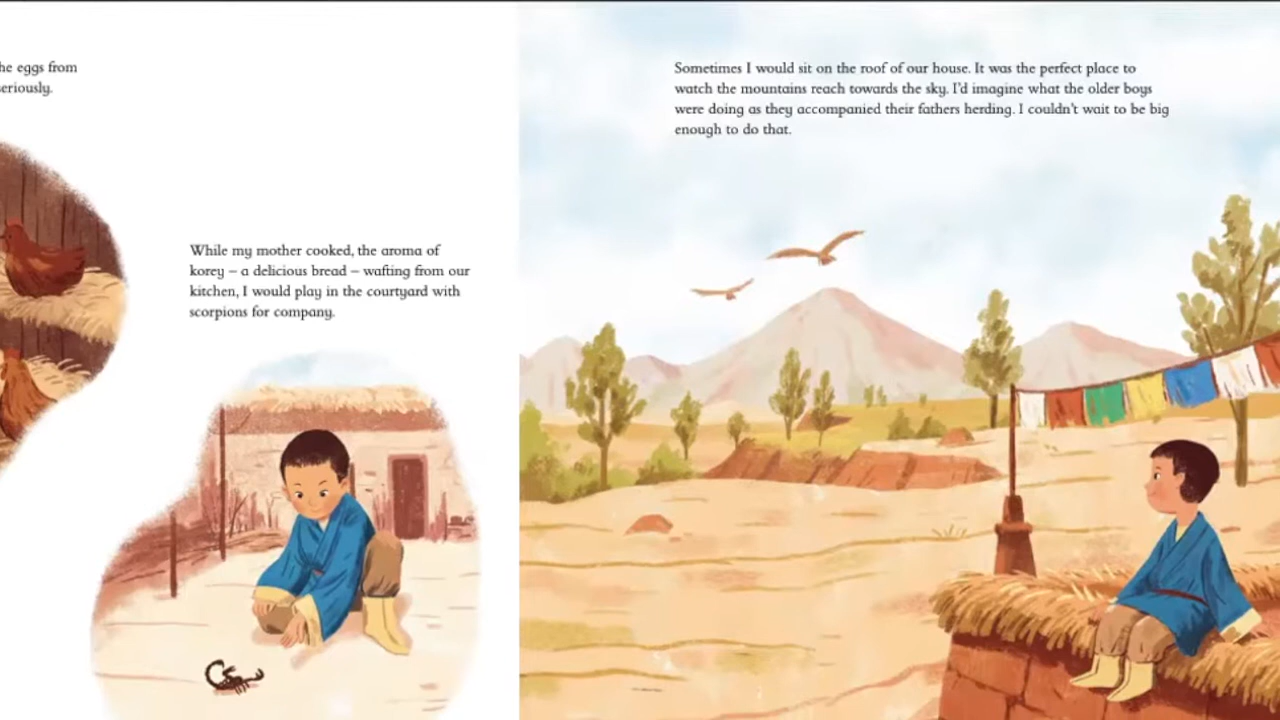 he eggs from
eriously.
While my mother cooked, the aroma of
korey – a delicious bread – wafting from our
kitchen, I would play in the courtyard with
scorpions for company.
Sometimes I would sit on the roof of our house. It was the perfect place to
watch the mountains reach towards the sky. I'd imagine what the older boys
were doing as they accompanied their fathers herding. I couldn't wait to be big
enough to do that.